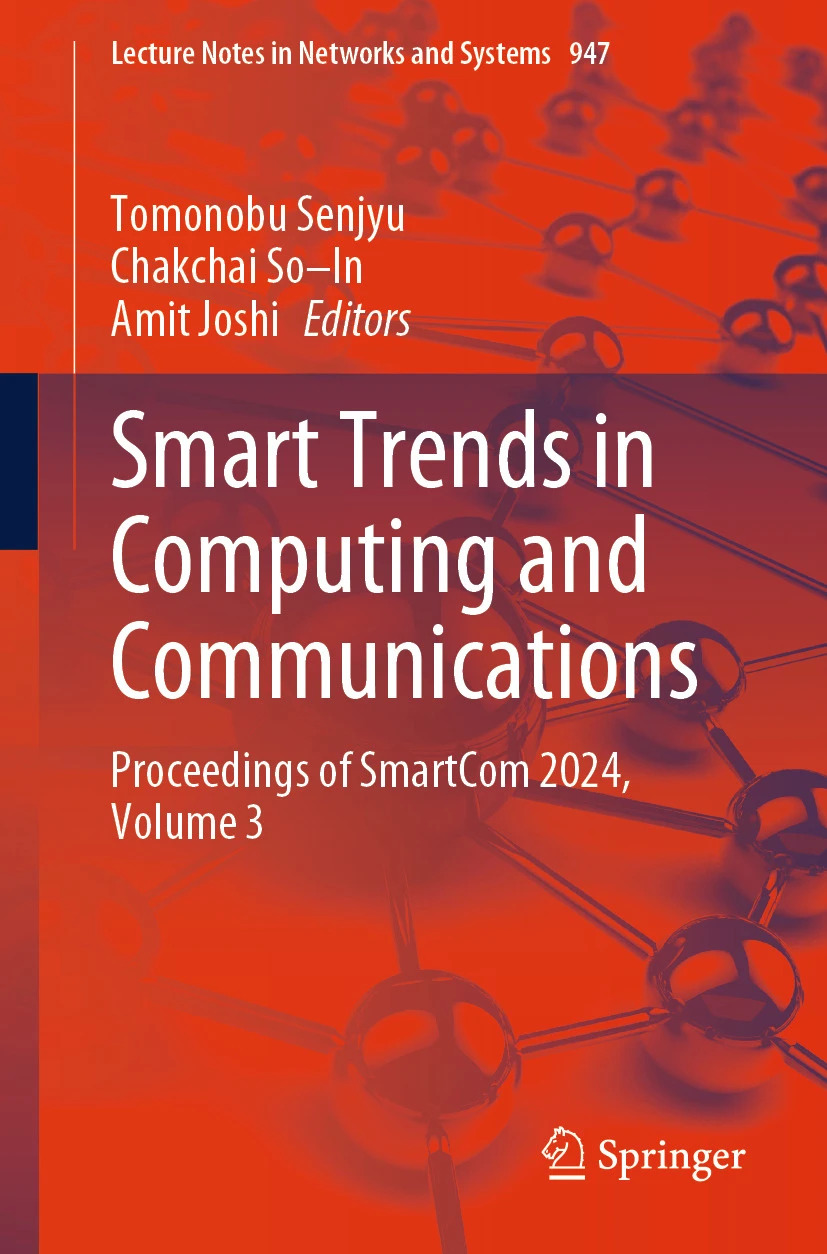 Lecture Notes in Networks and Systems 947
Tomonobu Senjyu
Chakchai So–In
Amit Joshi Editors
Smart Trends in
Computing and
Communications
Proceedings of SmartCom 2024,
Volume 3
Springer